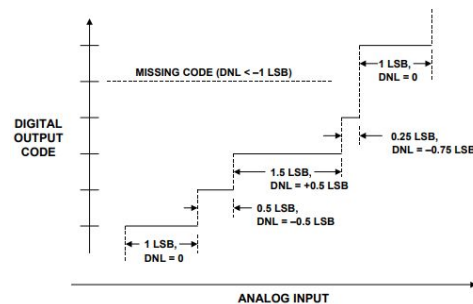 1 LSB,
DNL = 0
MISSING CODE (DNL < –1 LSB)
DIGITAL
OUTPUT
CODE
0.25 LSB,
DNL = –0.75 LSB
1.5 LSB,
DNL = +0.5 LSB
0.5 LSB,
DNL = –0.5 LSB
1 LSB,
DNL = 0
ANALOG INPUT